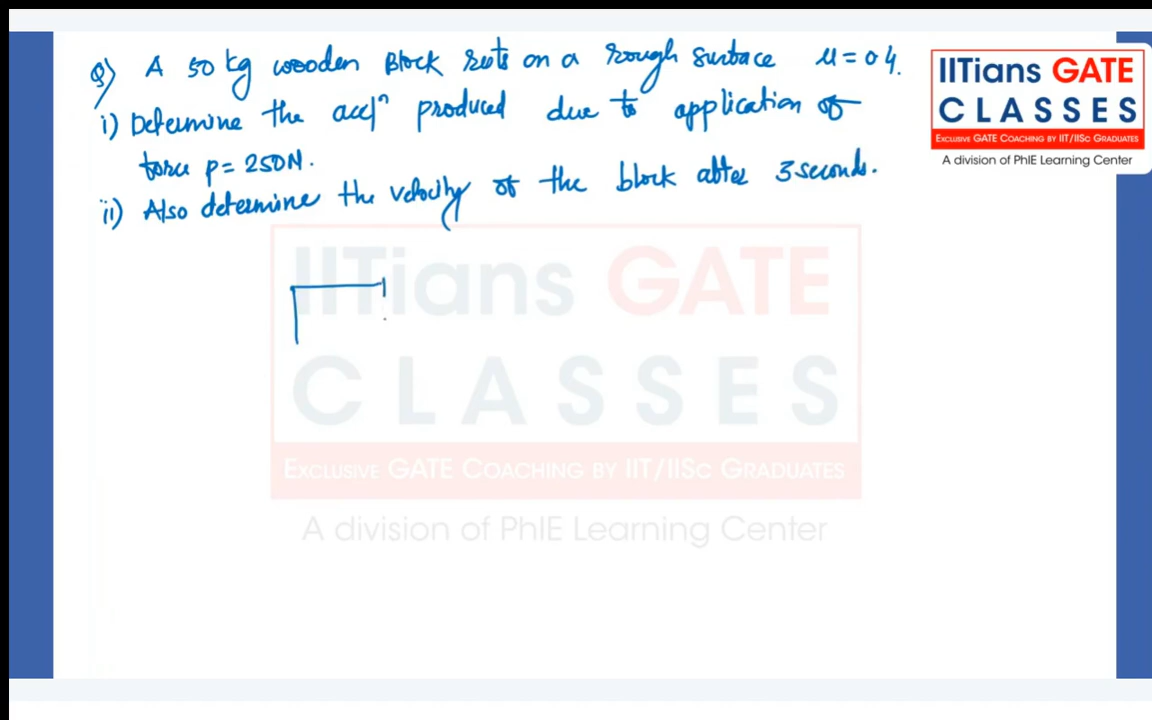 Q) A 50 kg wooden Block rests on a rough surface μ = 0.4.
i) Determine the accl^n produced due to application of
force p = 250N.
ii) Also determine the velocity of the block after 3 seconds.
IITians GATE
CLASSES
EXCLUSIVE GATE COACHING BY IIT/IISc GRADUATES
A division of PhIE Learning Center
IITians GATE
CLASSES
EXCLUSIVE GATE COACHING BY IIT/IISc GRADUATES
A division of PhIE Learning Center